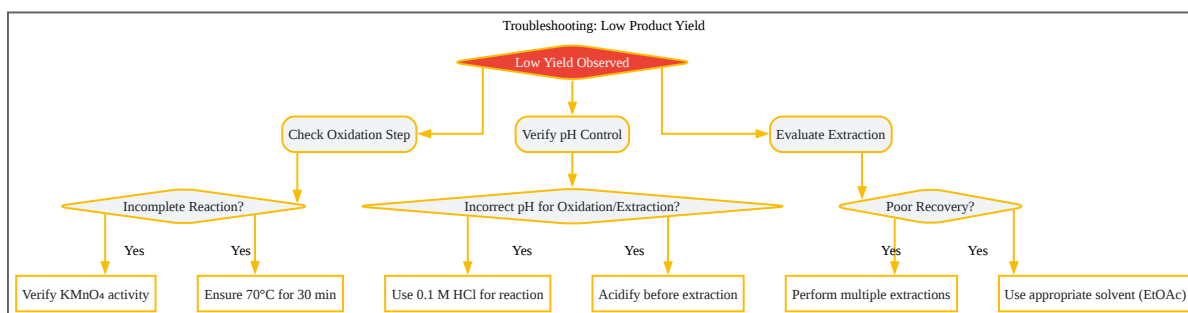 Troubleshooting: Low Product Yield
Low Yield Observed
Check Oxidation Step
Verify pH Control
Evaluate Extraction
Incomplete Reaction?
Incorrect pH for Oxidation/Extraction?
Poor Recovery?
Yes
Yes
Yes
Yes
Yes
Yes
Verify KMnO₄ activity
Ensure 70°C for 30 min
Use 0.1 M HCl for reaction
Acidify before extraction
Perform multiple extractions
Use appropriate solvent (EtOAc)